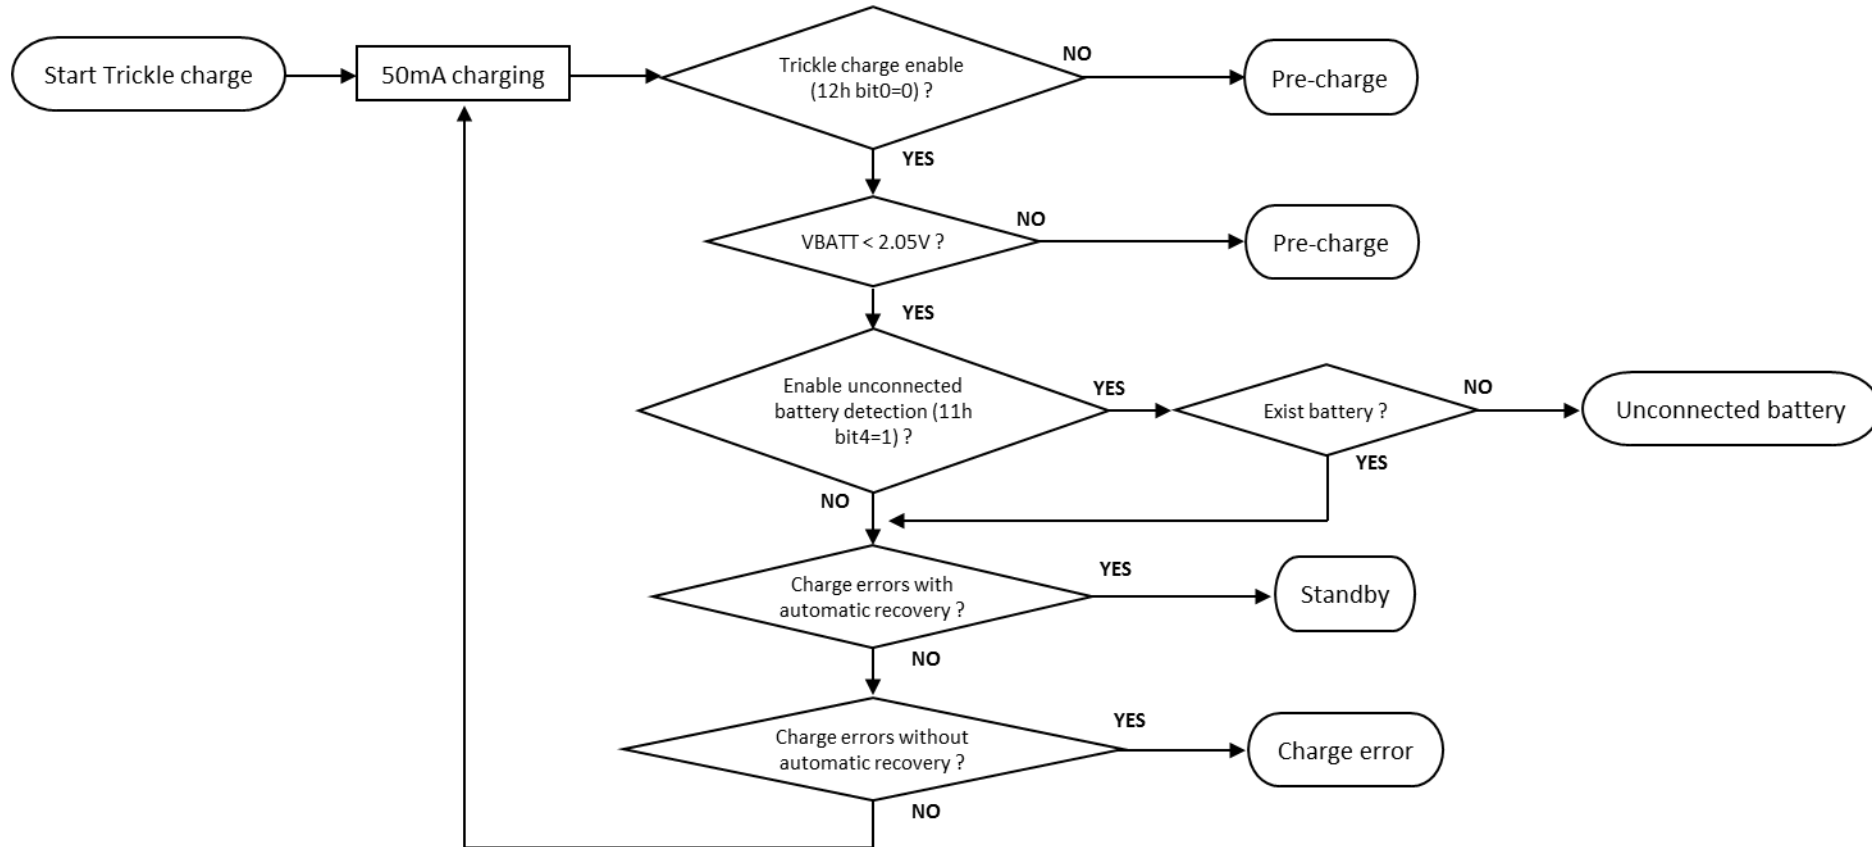 Start Trickle charge
50mA charging
Trickle charge enable
(12h bit0=0) ?
NO
Pre-charge
YES
VBATT < 2.05V ?
NO
Pre-charge
YES
Enable unconnected
battery detection (11h
bit4=1) ?
YES
Exist battery ?
NO
Unconnected battery
YES
NO
Charge errors with
automatic recovery ?
YES
Standby
NO
Charge errors without
automatic recovery ?
YES
Charge error
NO